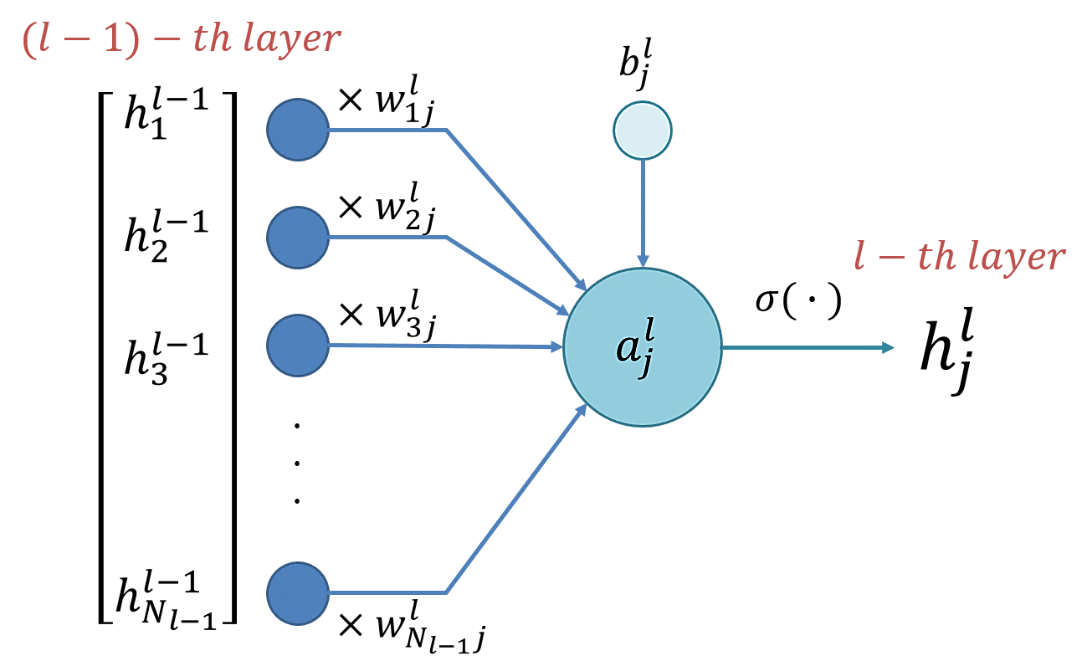 (l − 1) − th layer
h_1^{l−1}
× w_{1j}^l
b_j^l
h_2^{l−1}
× w_{2j}^l
l − th layer
h_3^{l−1}
× w_{3j}^l
a_j^l
σ( · )
h_j^l
.
.
.
h_{N_{l−1}}^{l−1}
× w_{N_{l−1}j}^l